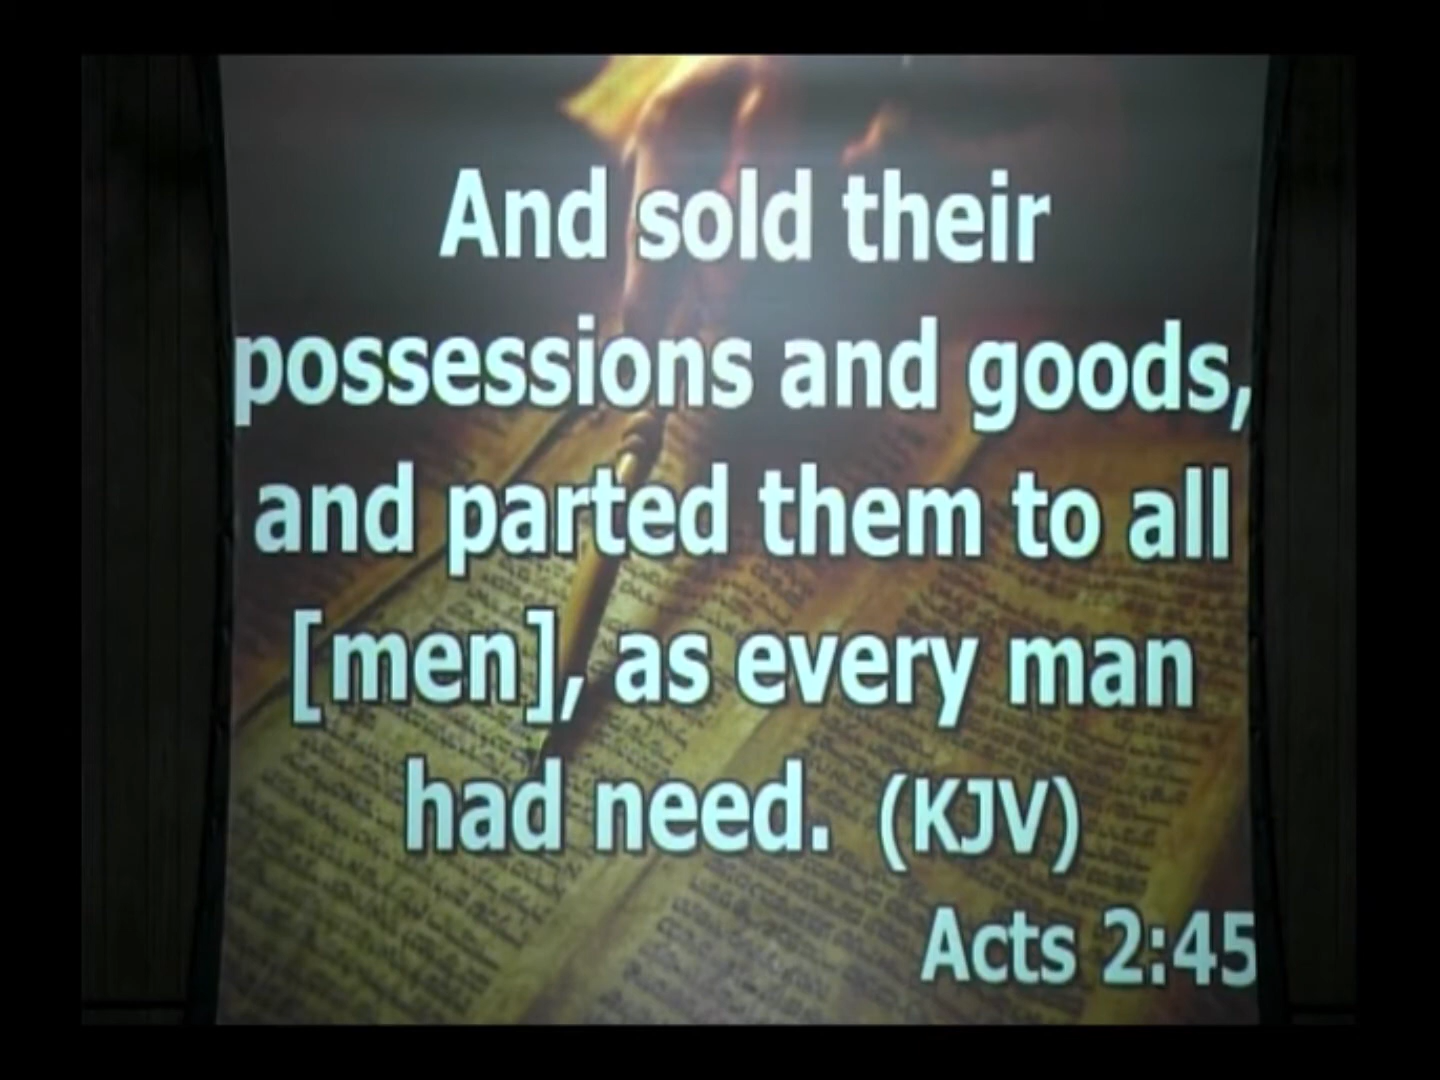 And sold their
possessions and goods,
and parted them to all
[men], as every man
had need. (KJV)
Acts 2:45